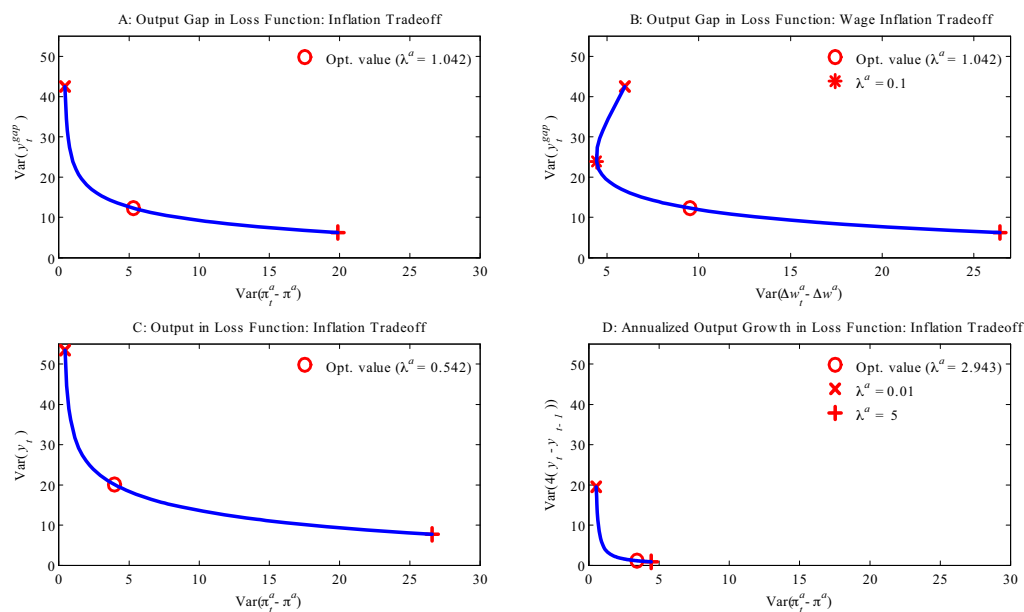 A: Output Gap in Loss Function: Inflation Tradeoff
50
40
30
20
10
0
Var(y_t^{gap})
Opt. value (λ^a = 1.042)
0 5 10 15 20 25 30
Var(π_t^a - π^a)
B: Output Gap in Loss Function: Wage Inflation Tradeoff
50
40
30
20
10
0
Var(y_t^{gap})
Opt. value (λ^a = 1.042)
λ^a = 0.1
5 10 15 20 25
Var(Δw_t^a - Δw^a)
C: Output in Loss Function: Inflation Tradeoff
50
40
30
20
10
0
Var(y_t)
Opt. value (λ^a = 0.542)
0 5 10 15 20 25 30
Var(π_t^a - π^a)
D: Annualized Output Growth in Loss Function: Inflation Tradeoff
50
40
30
20
10
0
Var(4(y_t - y_{t-1}))
Opt. value (λ^a = 2.943)
λ^a = 0.01
λ^a = 5
0 5 10 15 20 25 30
Var(π_t^a - π^a)